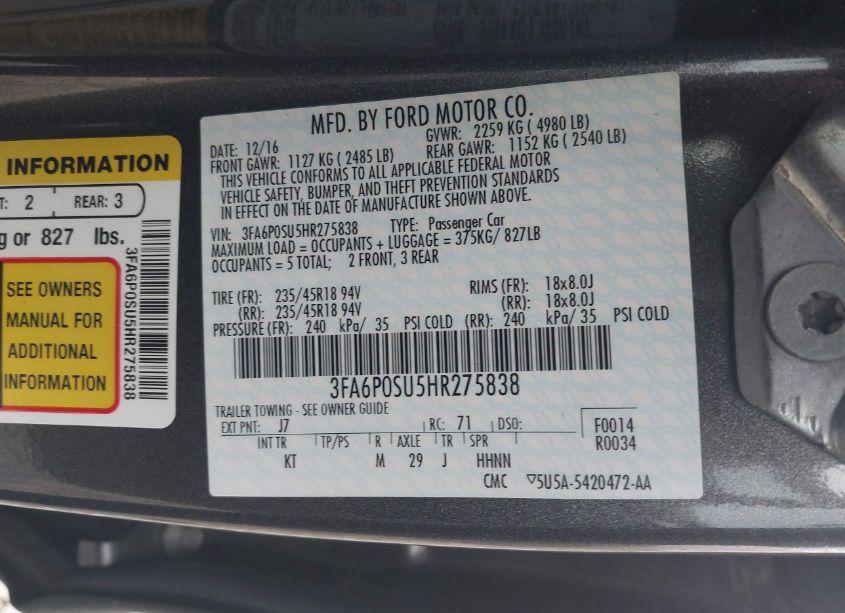 INFORMATION
T: 2 REAR: 3
g or 827 lbs.
SEE OWNERS
MANUAL FOR
ADDITIONAL
INFORMATION
3FA6P0SU5HR275838
MFD. BY FORD MOTOR CO.
DATE: 12/16 GVWR: 2259 KG ( 4980 LB)
FRONT GAWR: 1127 KG ( 2485 LB) REAR GAWR: 1152 KG ( 2540 LB)
THIS VEHICLE CONFORMS TO ALL APPLICABLE FEDERAL MOTOR
VEHICLE SAFETY, BUMPER, AND THEFT PREVENTION STANDARDS
IN EFFECT ON THE DATE OF MANUFACTURE SHOWN ABOVE.
VIN: 3FA6P0SU5HR275838 TYPE: Passenger Car
MAXIMUM LOAD = OCCUPANTS + LUGGAGE = 375KG/ 827LB
OCCUPANTS = 5 TOTAL; 2 FRONT, 3 REAR
TIRE (FR): 235/45R18 94V RIMS (FR): 18x8.0J
(RR): 235/45R18 94V (RR): 18x8.0J
PRESSURE (FR): 240 kPa/ 35 PSI COLD (RR): 240 kPa/ 35 PSI COLD
3FA6P0SU5HR275838
TRAILER TOWING - SEE OWNER GUIDE
EXT PNT: J7 RC: 71 DSO: F0014
R0034
INT TR TP/PS R AXLE TR SPR
KT M 29 J HHNN
CMC ▽5U5A-5420472-AA